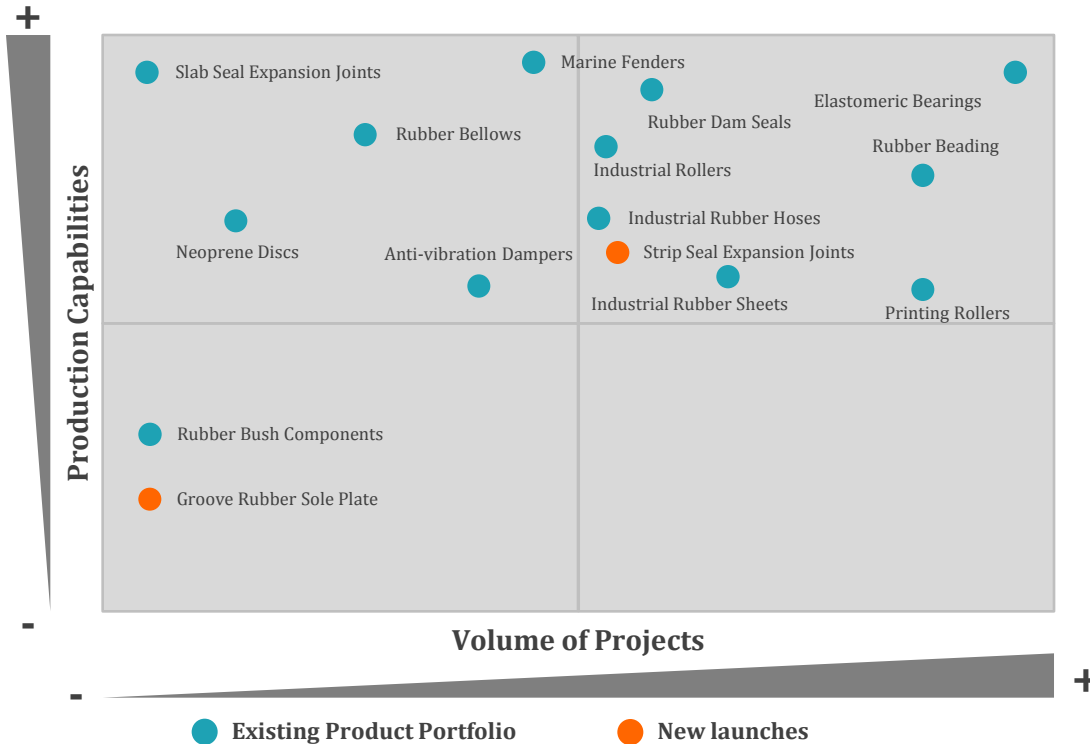 +
Slab Seal Expansion Joints
Marine Fenders
Elastomeric Bearings
Rubber Dam Seals
Rubber Bellows
Rubber Beading
Industrial Rollers
Industrial Rubber Hoses
Neoprene Discs
Anti-vibration Dampers
Strip Seal Expansion Joints
Industrial Rubber Sheets
Printing Rollers
Production Capabilities
Rubber Bush Components
Groove Rubber Sole Plate
-
Volume of Projects
-
+
Existing Product Portfolio
New launches